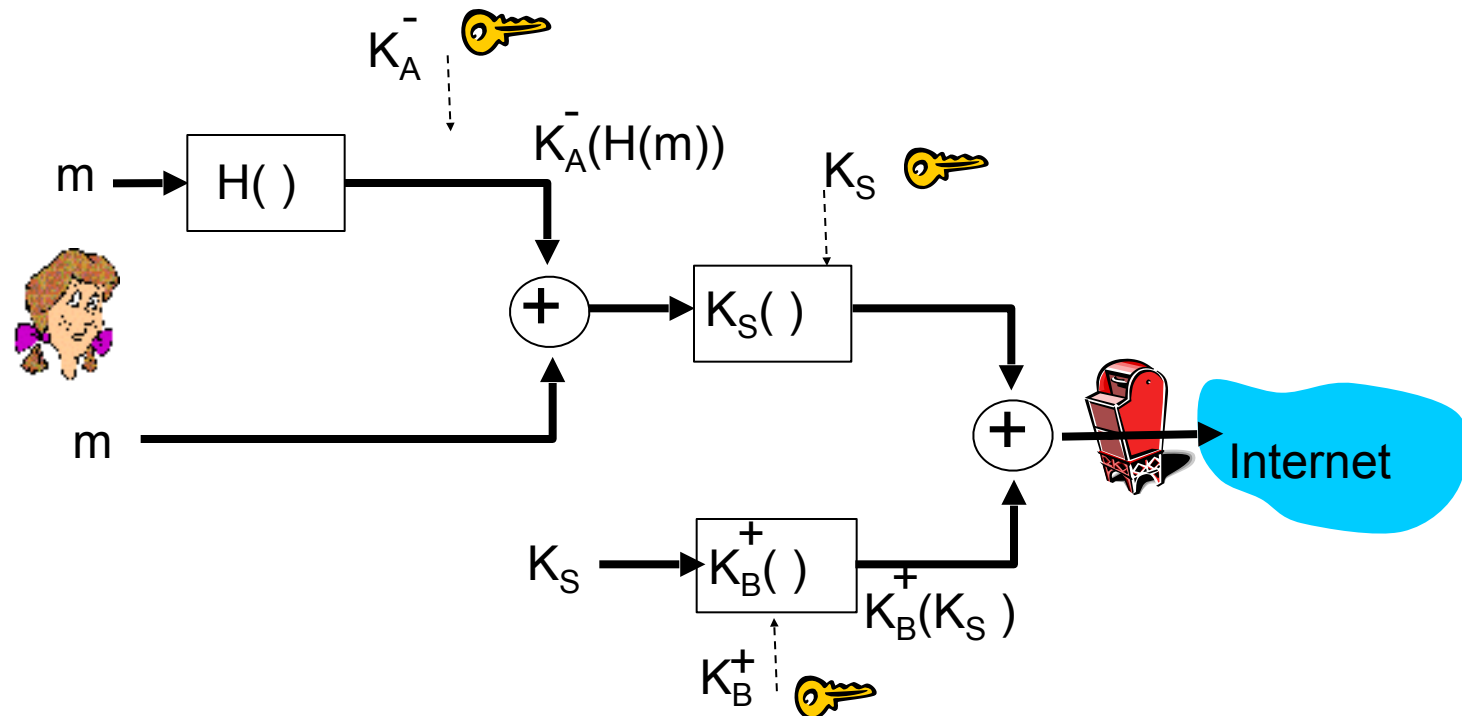 K_A^-
K_A^-(H(m))
m
H( )
K_S
+
K_S( )
m
+
Internet
K_S
K_B^+( )
K_B^+(K_S )
K_B^+